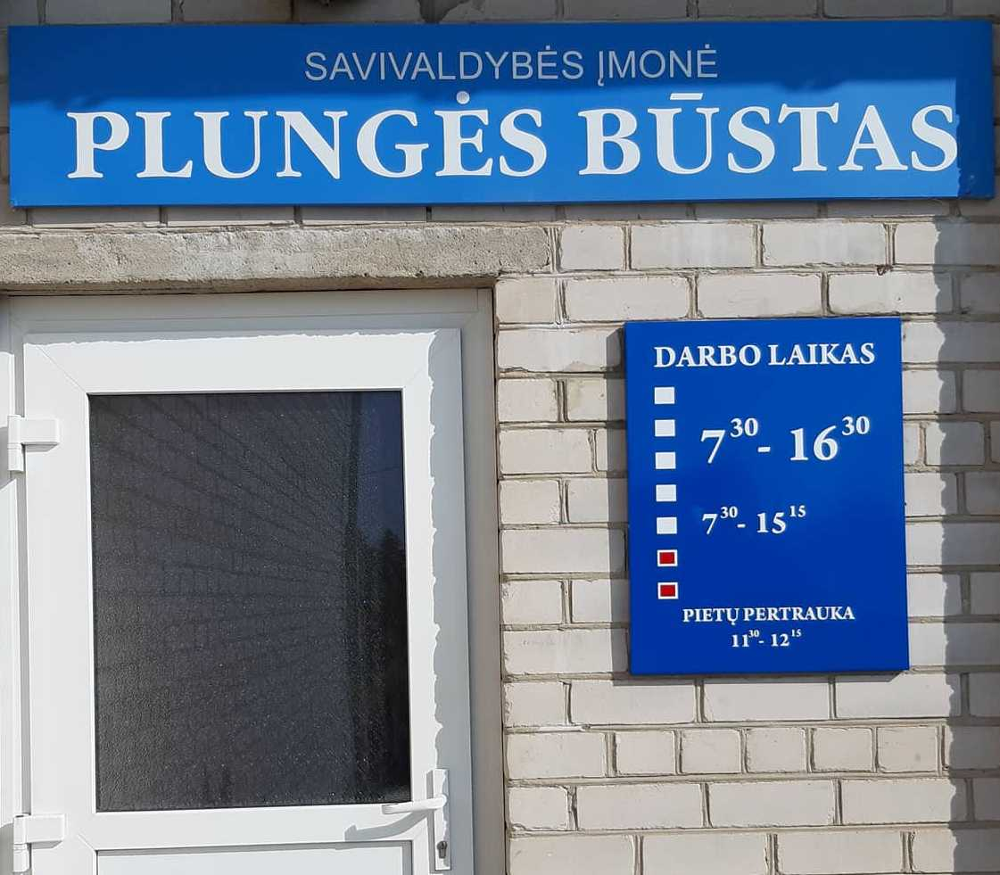 SAVIVALDYBĖS ĮMONĖ
PLUNGĖS BŪSTAS
DARBO LAIKAS
7³⁰- 16³⁰
7³⁰- 15¹⁵
PIETŲ PERTRAUKA
11³⁰- 12¹⁵